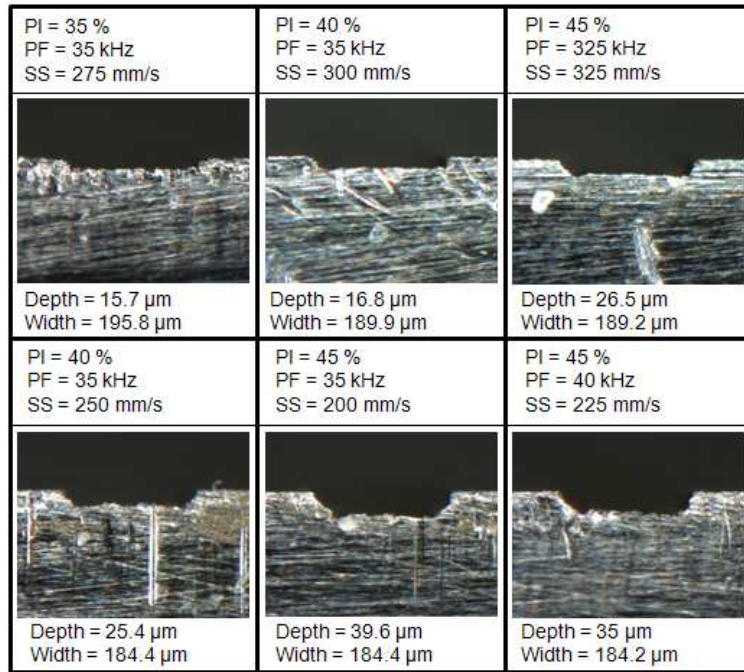 PI = 35 %
PF = 35 kHz
SS = 275 mm/s
PI = 40 %
PF = 35 kHz
SS = 300 mm/s
PI = 45 %
PF = 325 kHz
SS = 325 mm/s
Depth = 15.7 µm
Width = 195.8 µm
Depth = 16.8 µm
Width = 189.9 µm
Depth = 26.5 µm
Width = 189.2 µm
PI = 40 %
PF = 35 kHz
SS = 250 mm/s
PI = 45 %
PF = 35 kHz
SS = 200 mm/s
PI = 45 %
PF = 40 kHz
SS = 225 mm/s
Depth = 25.4 µm
Width = 184.4 µm
Depth = 39.6 µm
Width = 184.4 µm
Depth = 35 µm
Width = 184.2 µm